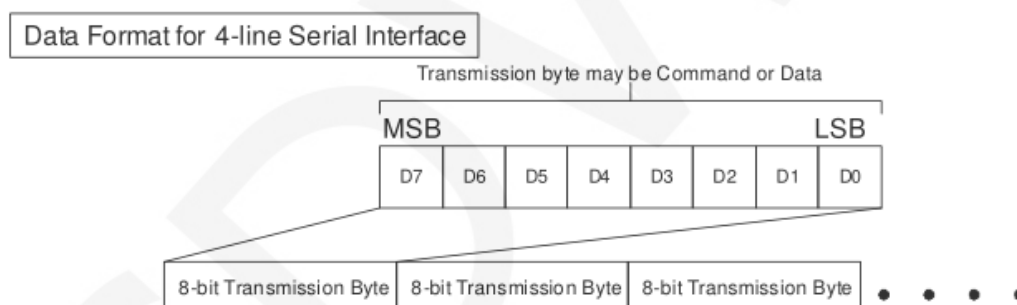 Data Format for 4-line Serial Interface
Transmission byte may be Command or Data
MSB LSB
D7 D6 D5 D4 D3 D2 D1 D0
8-bit Transmission Byte 8-bit Transmission Byte 8-bit Transmission Byte